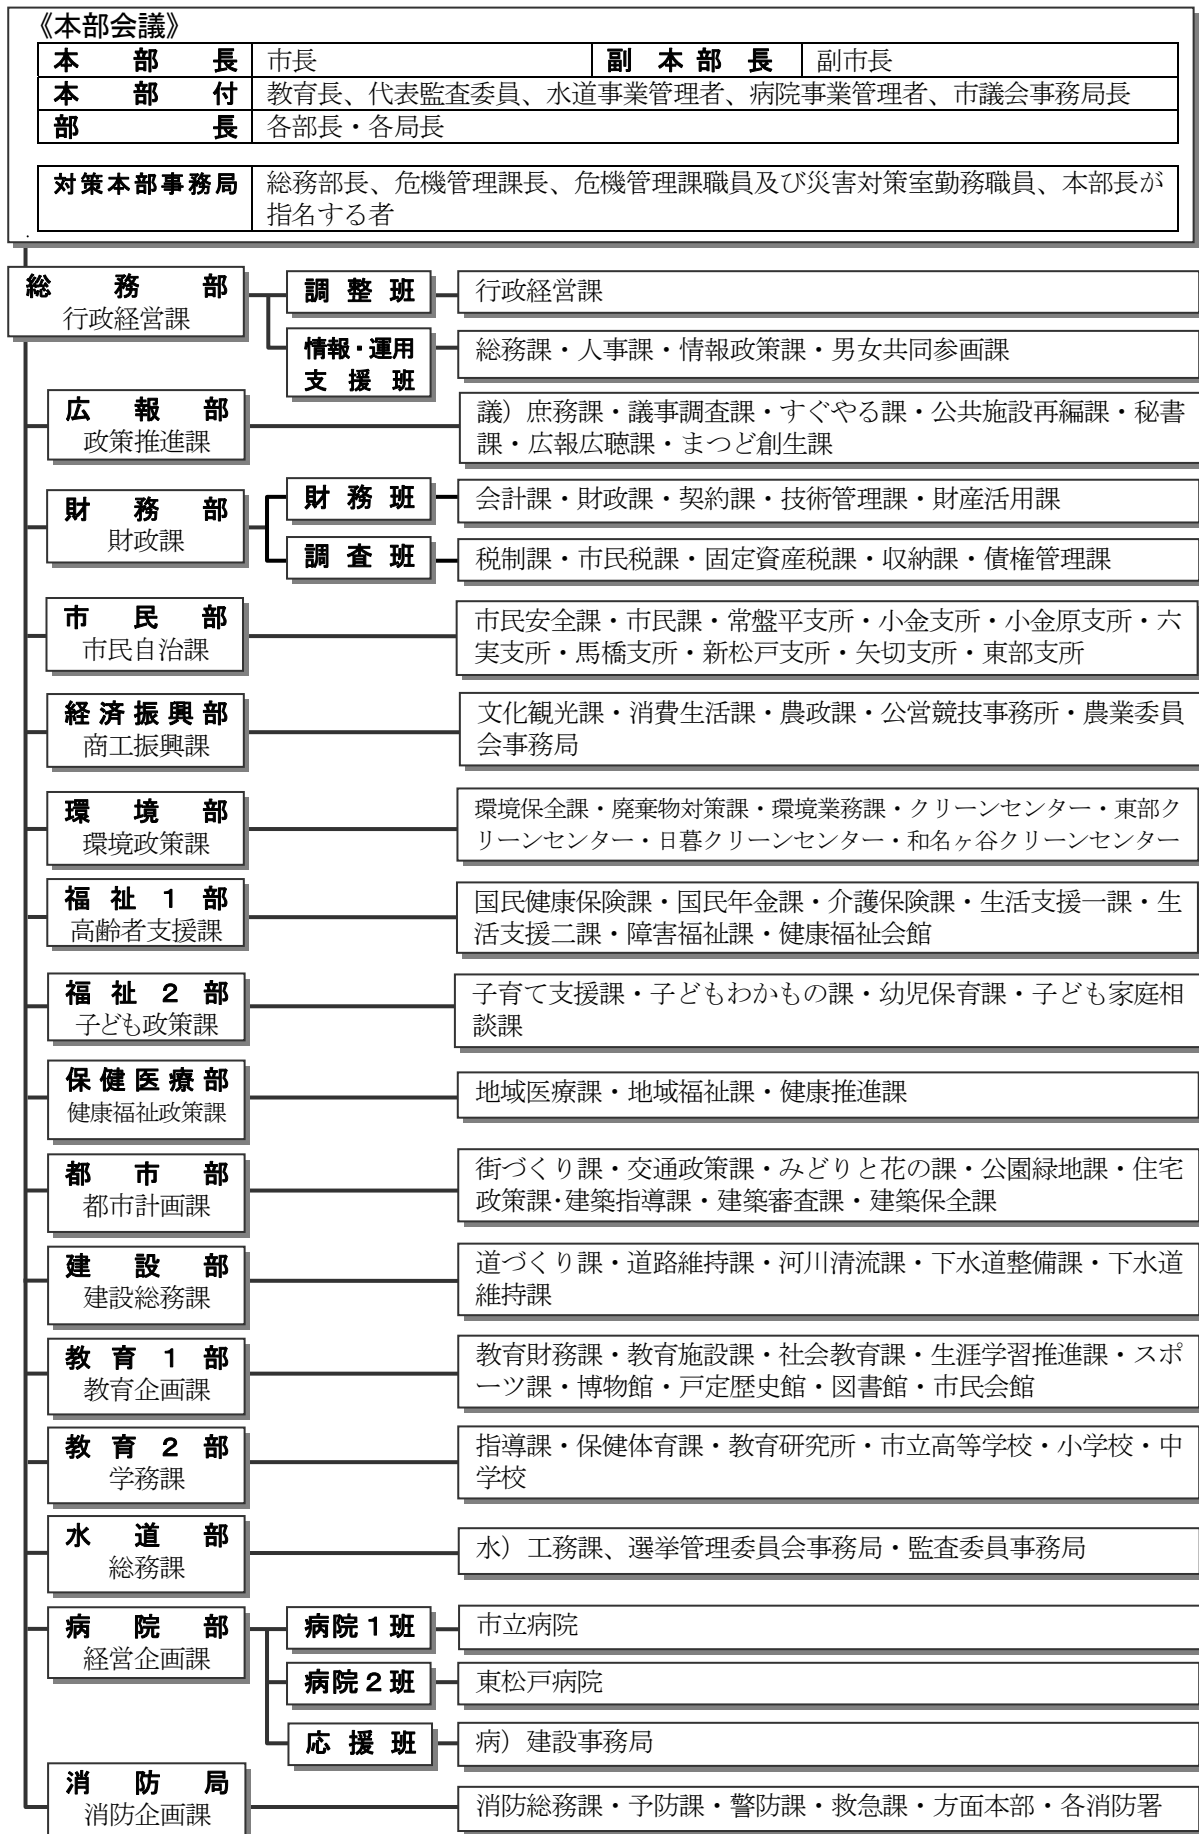 《本部会議》
本部長 市長 副本部長 副市長
本部付 教育長、代表監査委員、水道事業管理者、病院事業管理者、市議会事務局長
部長 各部長・各局長
対策本部事務局 総務部長、危機管理課長、危機管理課職員及び災害対策室勤務職員、本部長が
指名する者
総務部
行政経営課
調整班
行政経営課
情報・運用
支援班
総務課・人事課・情報政策課・男女共同参画課
広報部
政策推進課
議）庶務課・議事調査課・すぐやる課・公共施設再編課・秘書
課・広報広聴課・まつど創生課
財務部
財政課
財務班
会計課・財政課・契約課・技術管理課・財産活用課
調査班
税制課・市民税課・固定資産税課・収納課・債権管理課
市民部
市民自治課
市民安全課・市民課・常盤平支所・小金支所・小金原支所・六
実支所・馬橋支所・新松戸支所・矢切支所・東部支所
経済振興部
商工振興課
文化観光課・消費生活課・農政課・公営競技事務所・農業委員
会事務局
環境部
環境政策課
環境保全課・廃棄物対策課・環境業務課・クリーンセンター・東部ク
リーンセンター・日暮クリーンセンター・和名ヶ谷クリーンセンター
福祉１部
高齢者支援課
国民健康保険課・国民年金課・介護保険課・生活支援一課・生
活支援二課・障害福祉課・健康福祉会館
福祉２部
子ども政策課
子育て支援課・子どもわかもの課・幼児保育課・子ども家庭相
談課
保健医療部
健康福祉政策課
地域医療課・地域福祉課・健康推進課
都市部
都市計画課
街づくり課・交通政策課・みどりと花の課・公園緑地課・住宅
政策課・建築指導課・建築審査課・建築保全課
建設部
建設総務課
道づくり課・道路維持課・河川清流課・下水道整備課・下水道
維持課
教育１部
教育企画課
教育財務課・教育施設課・社会教育課・生涯学習推進課・スポ
ーツ課・博物館・戸定歴史館・図書館・市民会館
教育２部
学務課
指導課・保健体育課・教育研究所・市立高等学校・小学校・中
学校
水道部
総務課
水）工務課、選挙管理委員会事務局・監査委員事務局
病院部
経営企画課
病院１班
市立病院
病院２班
東松戸病院
応援班
病）建設事務局
消防局
消防企画課
消防総務課・予防課・警防課・救急課・方面本部・各消防署